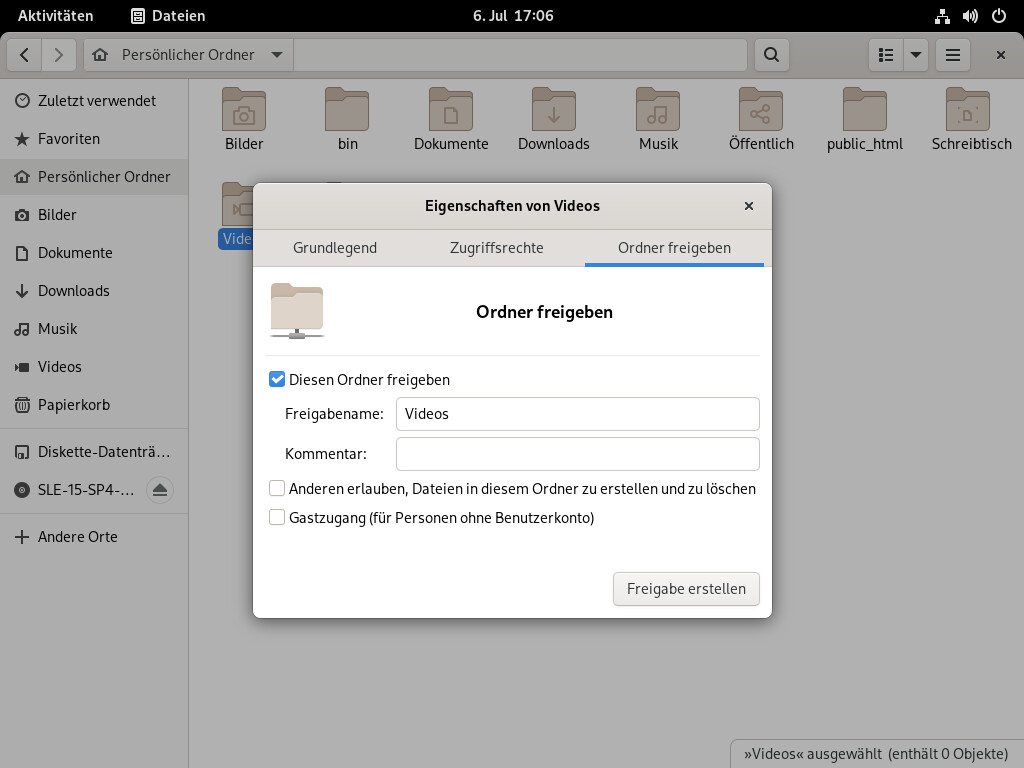 Aktivitäten
Dateien
6. Jul 17:06
Persönlicher Ordner
Zuletzt verwendet
Favoriten
Persönlicher Ordner
Bilder
Dokumente
Downloads
Musik
Videos
Papierkorb
Diskette-Datenträ…
SLE-15-SP4-…
Andere Orte
Bilder
bin
Dokumente
Downloads
Musik
Öffentlich
public_html
Schreibtisch
Eigenschaften von Videos
Grundlegend
Zugriffsrechte
Ordner freigeben
Ordner freigeben
Diesen Ordner freigeben
Freigabename:
Videos
Kommentar:
Anderen erlauben, Dateien in diesem Ordner zu erstellen und zu löschen
Gastzugang (für Personen ohne Benutzerkonto)
Freigabe erstellen
»Videos« ausgewählt (enthält 0 Objekte)